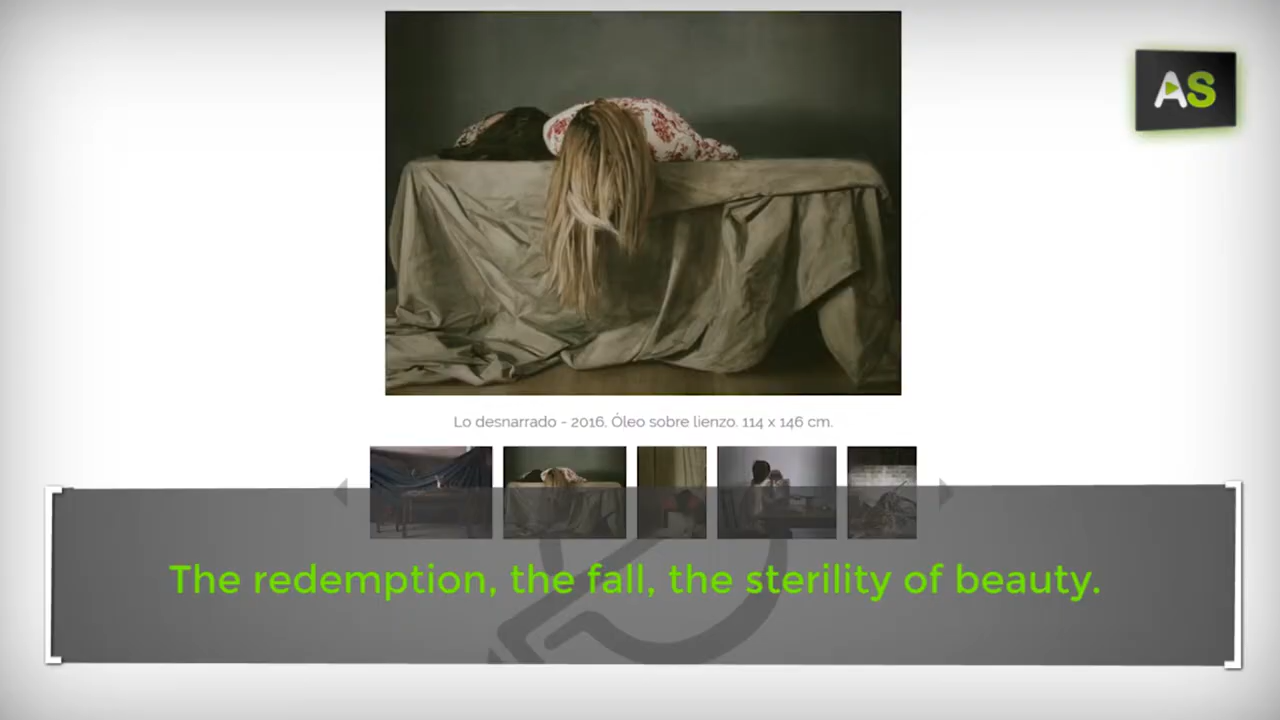 AS
Lo desnarrado - 2016. Óleo sobre lienzo. 114 x 146 cm.
The redemption, the fall, the sterility of beauty.